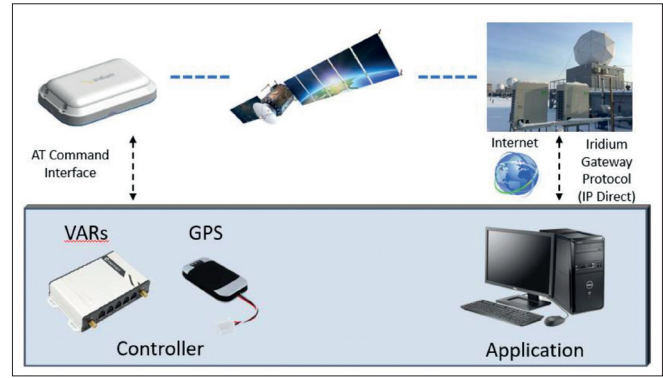 AT Command
Interface
Internet
Iridium
Gateway
Protocol
(IP Direct)
VARs
GPS
Controller
Application